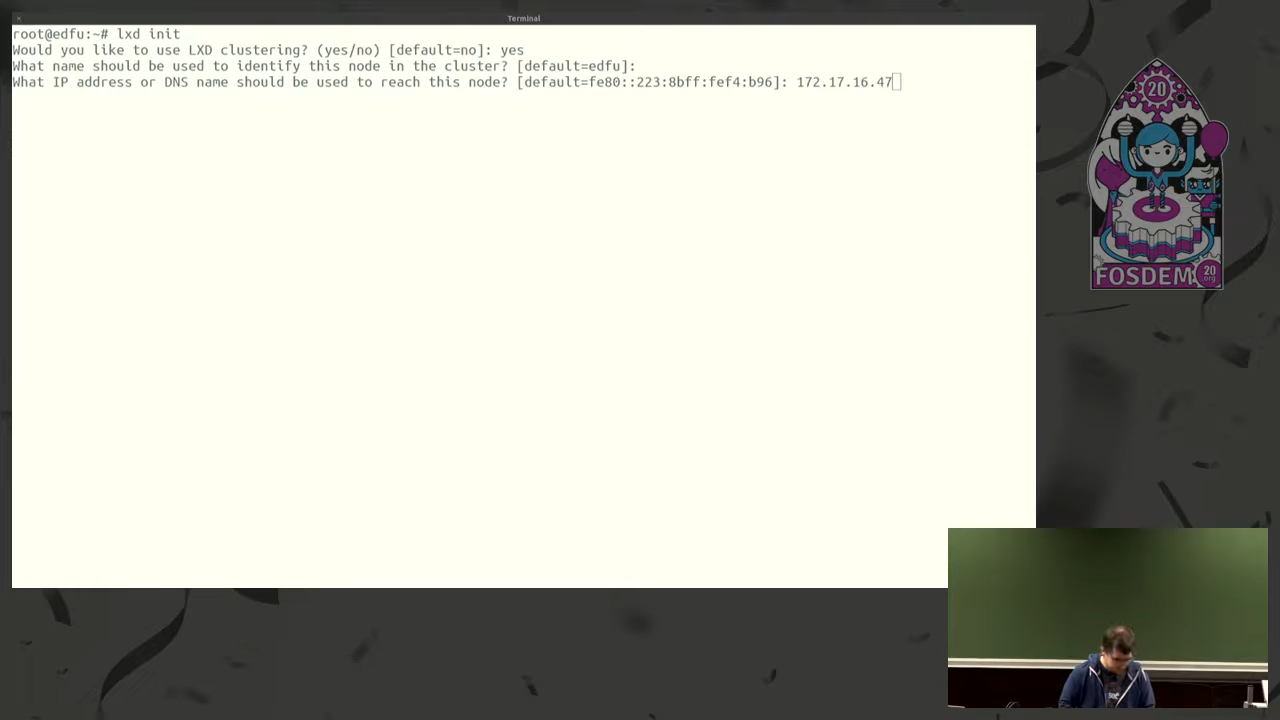 Terminal
root@edfu:~# lxd init
Would you like to use LXD clustering? (yes/no) [default=no]: yes
What name should be used to identify this node in the cluster? [default=edfu]:
What IP address or DNS name should be used to reach this node? [default=fe80::223:8bff:fef4:b96]: 172.17.16.47
20
FOSDEM
20
.org